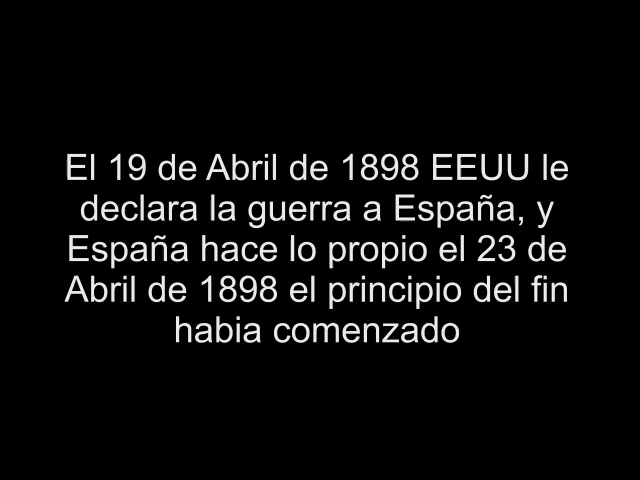 El 19 de Abril de 1898 EEUU le
declara la guerra a España, y
España hace lo propio el 23 de
Abril de 1898 el principio del fin
habia comenzado